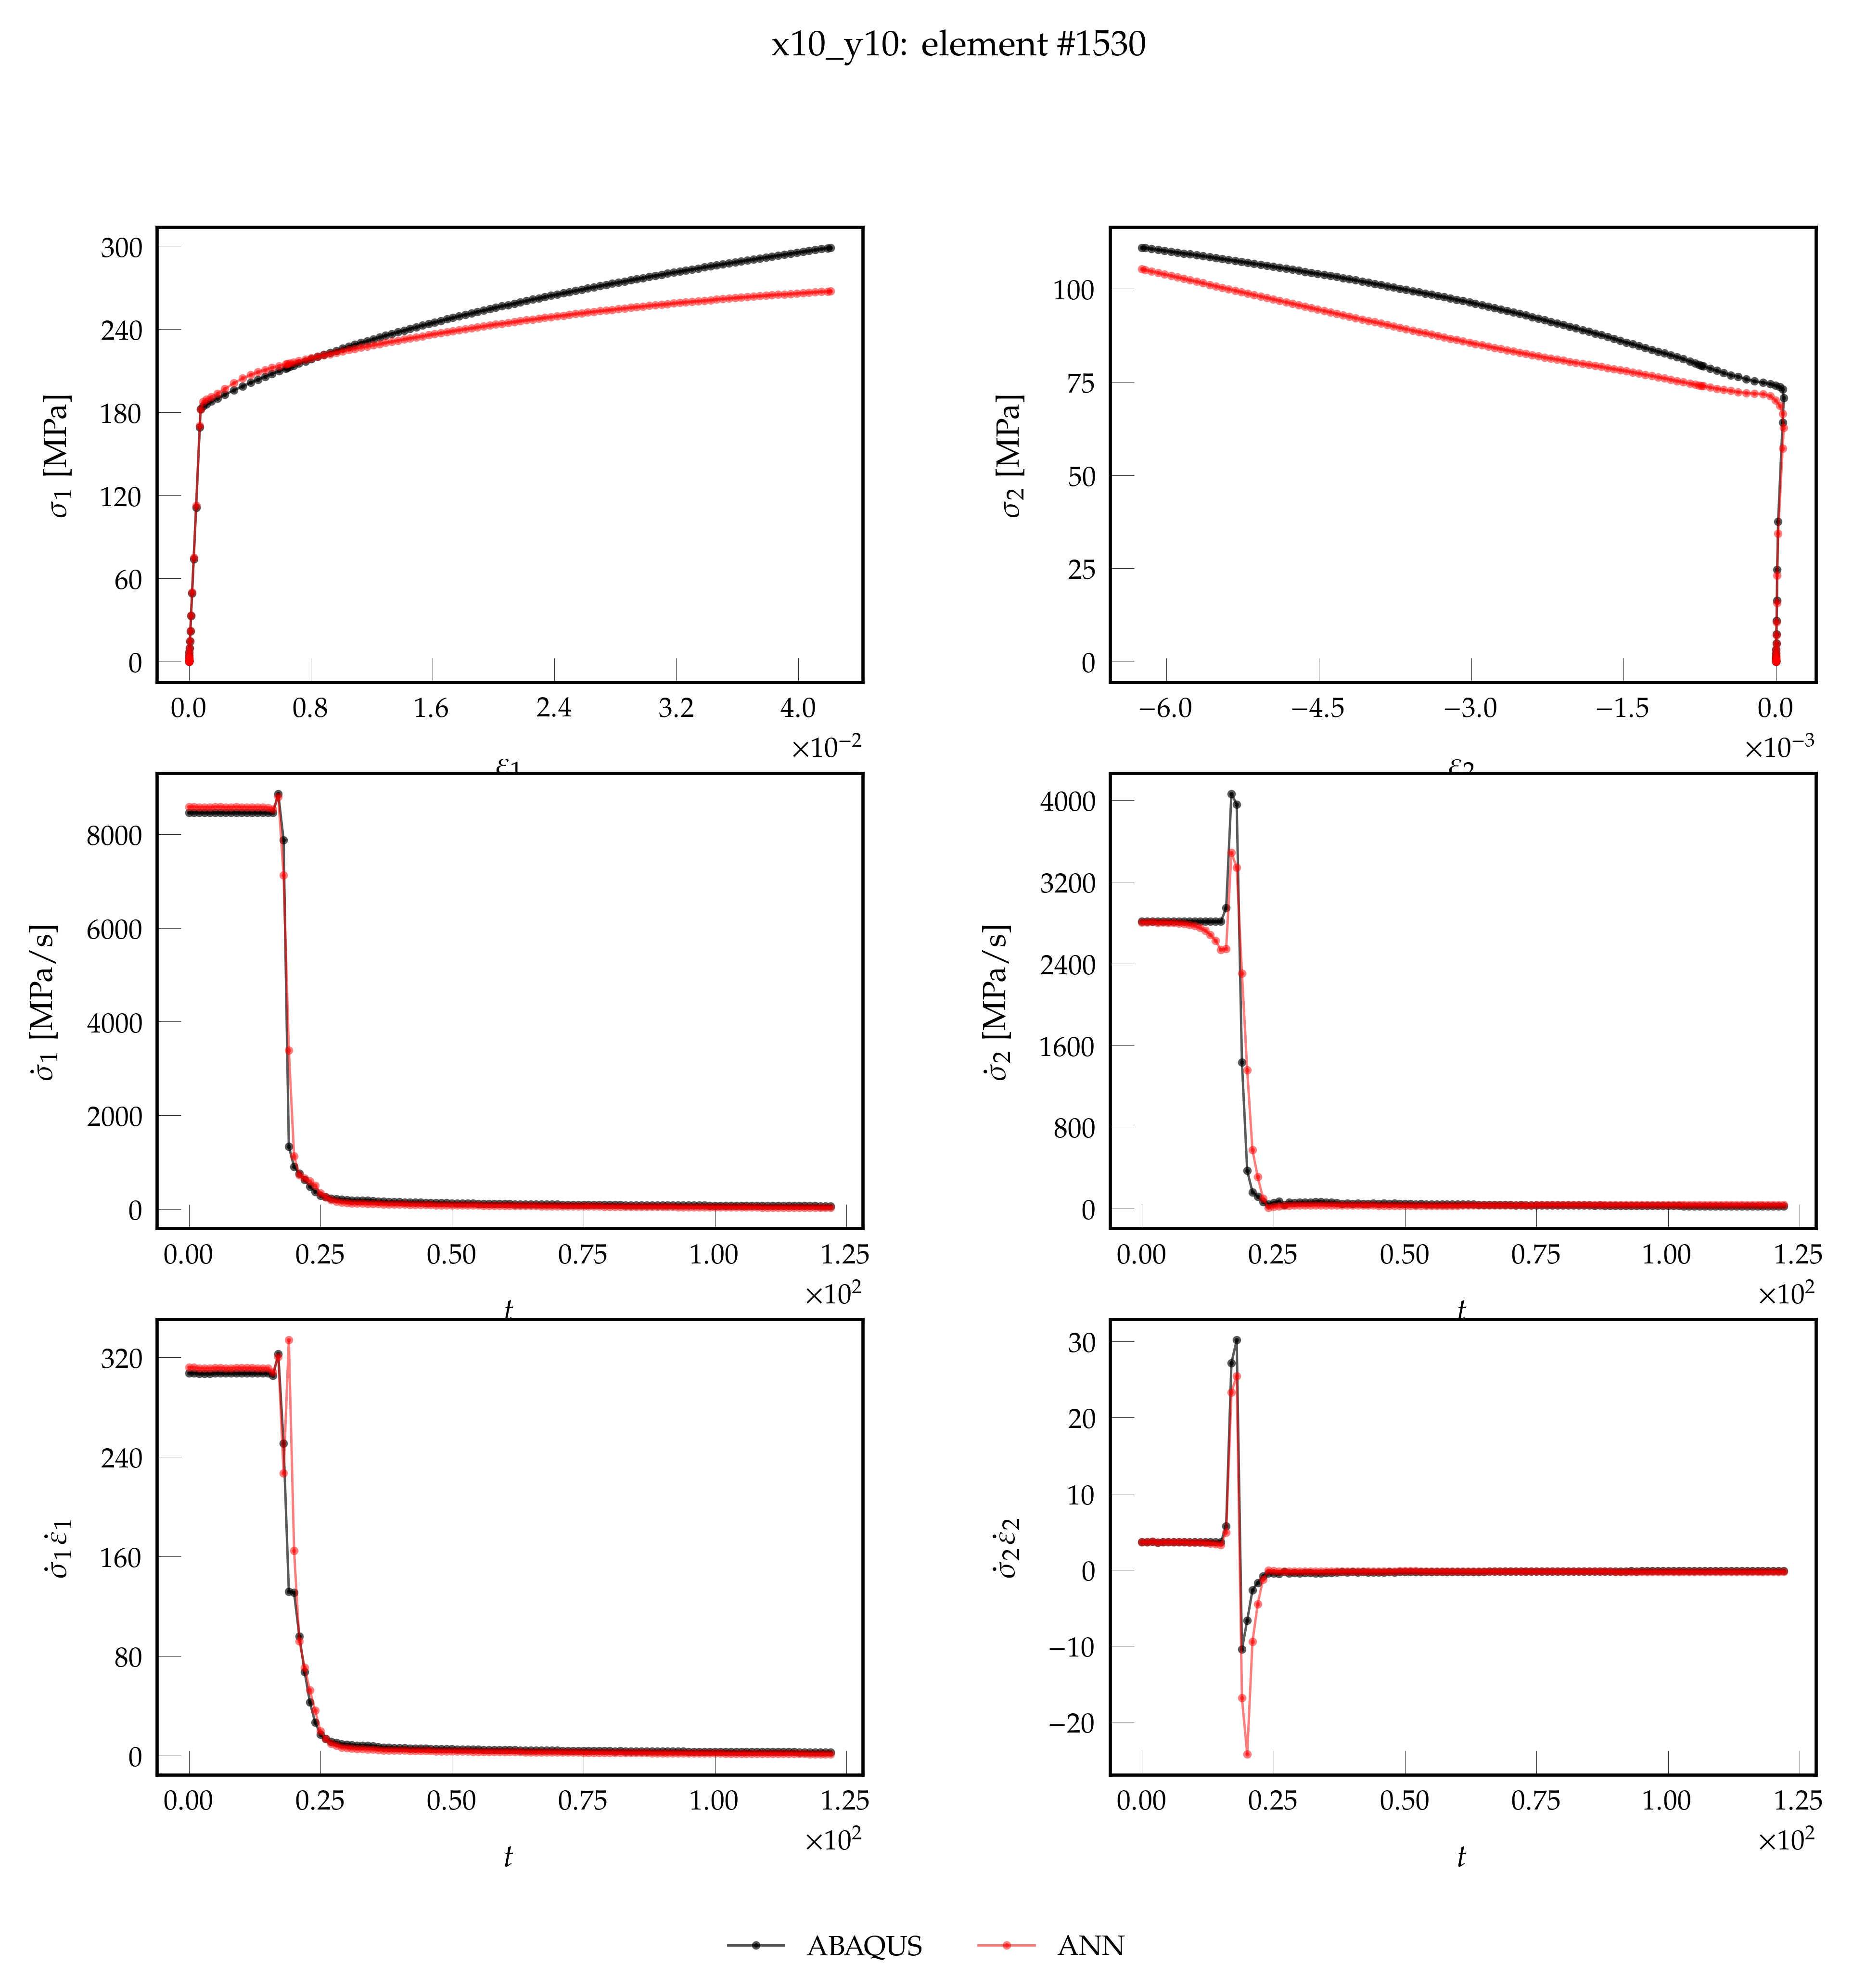 x10_y10: element #1530
300
240
180
120
60
0
σ₁ [MPa]
0.0 0.8 1.6 2.4 3.2 4.0
×10⁻²
ε₁
100
75
50
25
0
σ₂ [MPa]
−6.0 −4.5 −3.0 −1.5 0.0
×10⁻³
ε₂
8000
6000
4000
2000
0
σ̇₁ [MPa/s]
0.00 0.25 0.50 0.75 1.00 1.25
×10²
t
4000
3200
2400
1600
800
0
σ̇₂ [MPa/s]
0.00 0.25 0.50 0.75 1.00 1.25
×10²
t
320
240
160
80
0
σ̇₁ε̇₁
0.00 0.25 0.50 0.75 1.00 1.25
×10²
t
30
20
10
0
−10
−20
σ̇₂ε̇₂
0.00 0.25 0.50 0.75 1.00 1.25
×10²
t
ABAQUS ANN